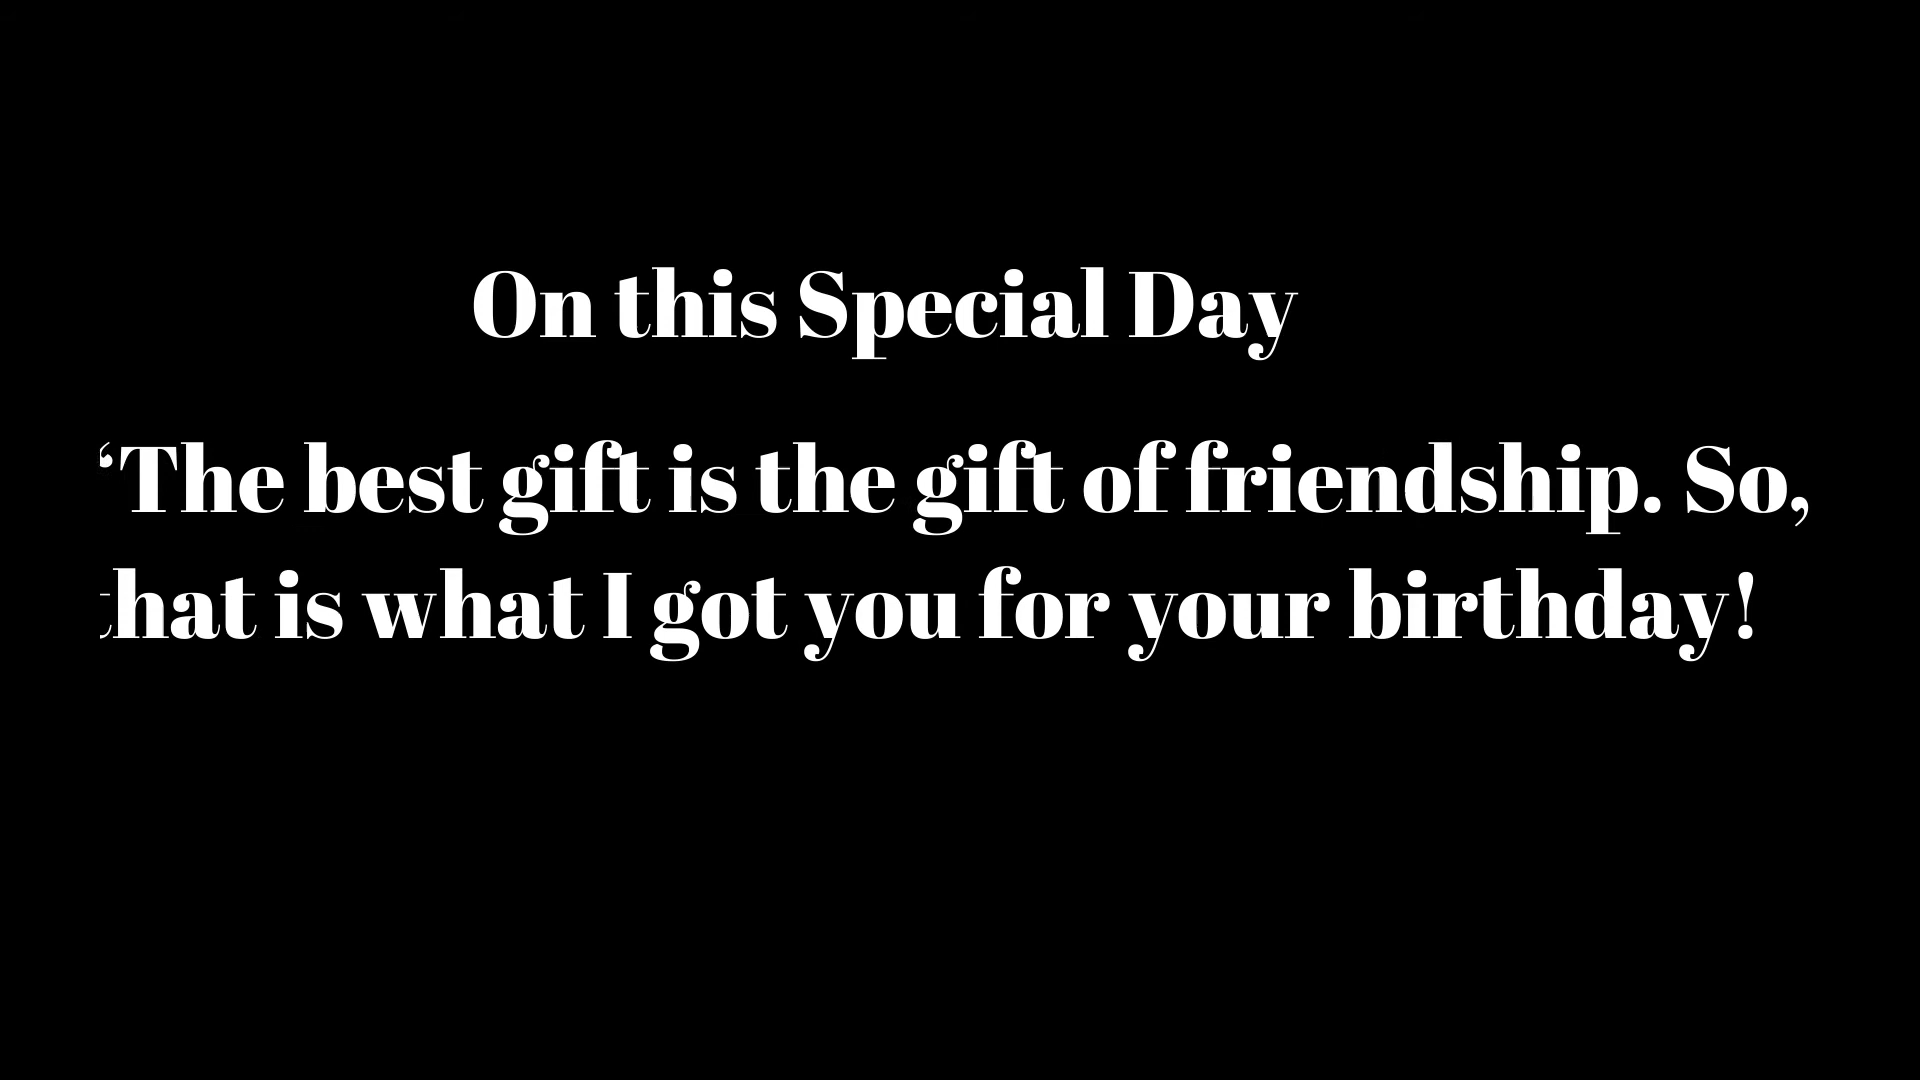 On this Special Day
“The best gift is the gift of friendship. So,
that is what I got you for your birthday!